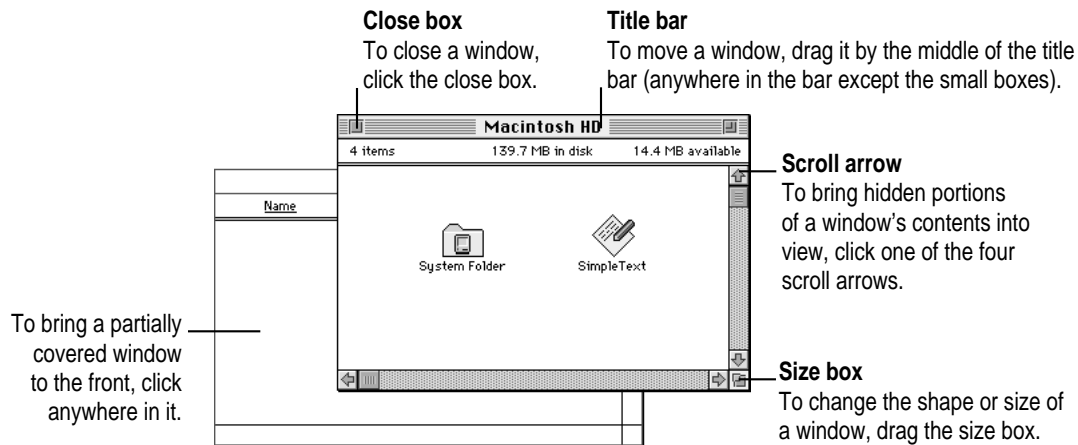 Close box
To close a window,
click the close box.
Title bar
To move a window, drag it by the middle of the title
bar (anywhere in the bar except the small boxes).
Macintosh HD
4 items 139.7 MB in disk 14.4 MB available
Name
System Folder SimpleText
Scroll arrow
To bring hidden portions
of a window’s contents into
view, click one of the four
scroll arrows.
To bring a partially
covered window
to the front, click
anywhere in it.
Size box
To change the shape or size of
a window, drag the size box.